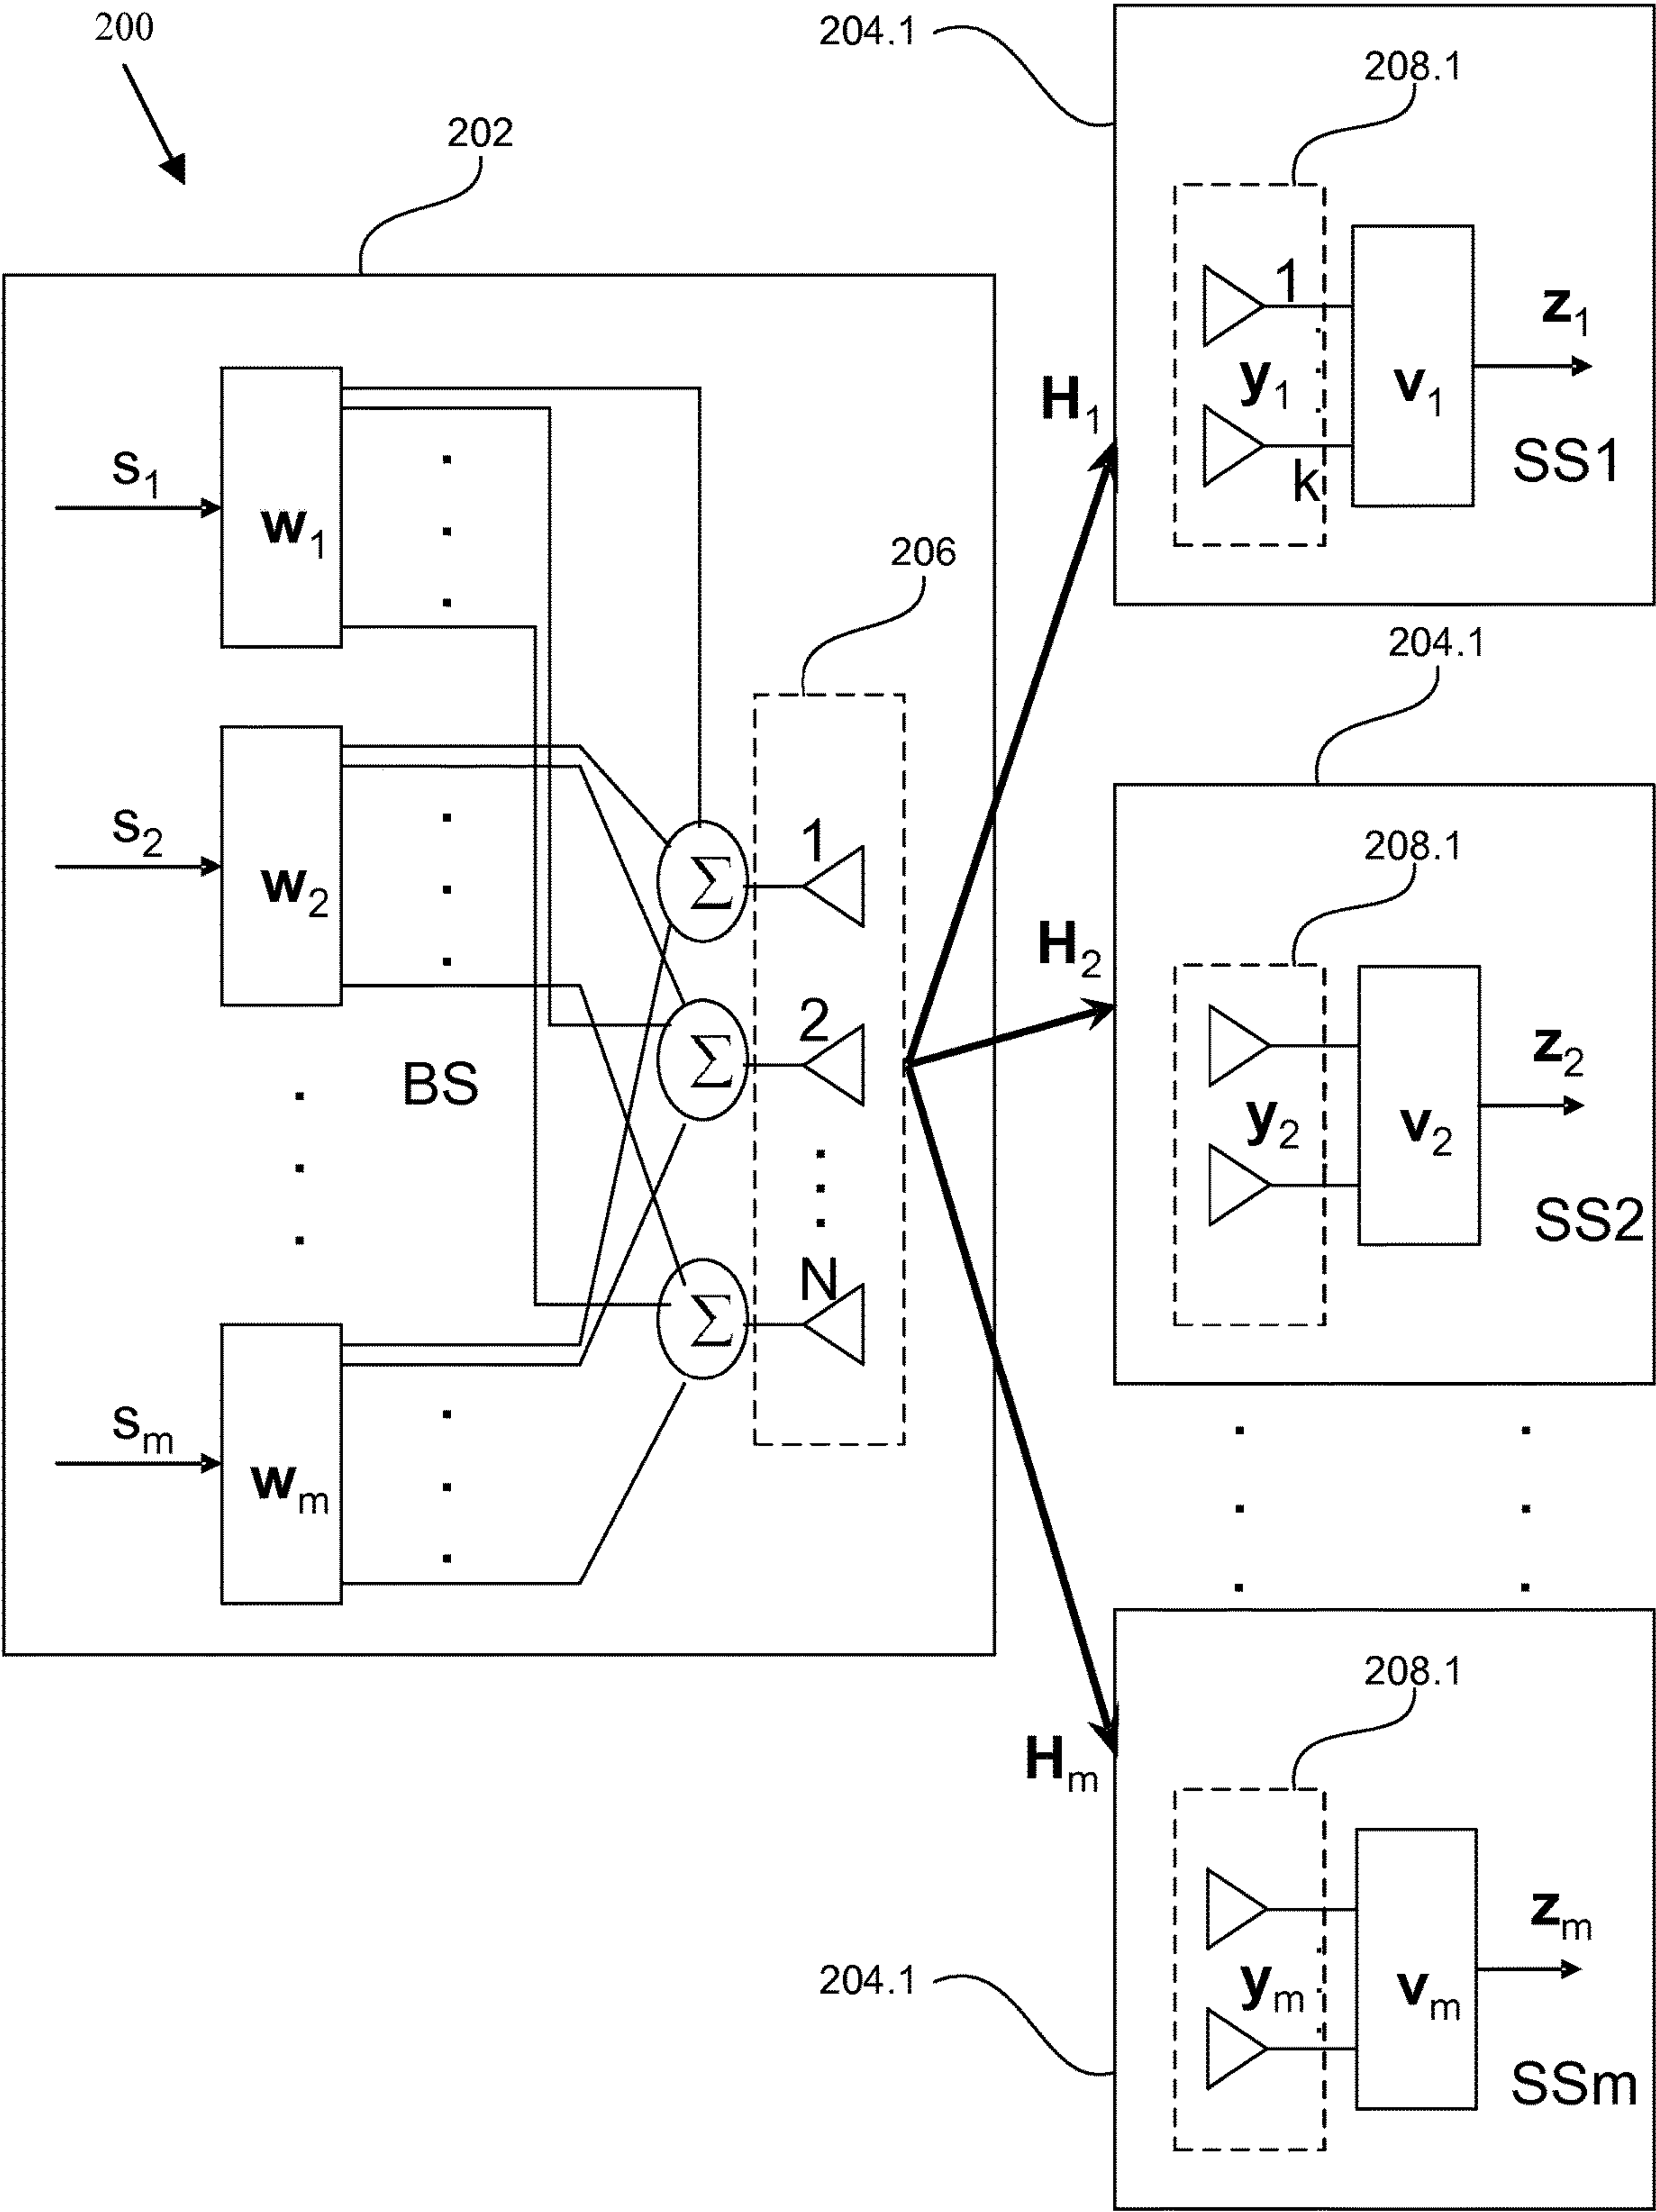 200
202
s1
w1
s2
w2
BS
sm
wm
206
Σ
1
Σ
2
Σ
N
H1
H2
Hm
204.1
208.1
1
y1
k
v1
z1
SS1
204.1
208.1
y2
v2
z2
SS2
208.1
204.1
ym
vm
zm
SSm